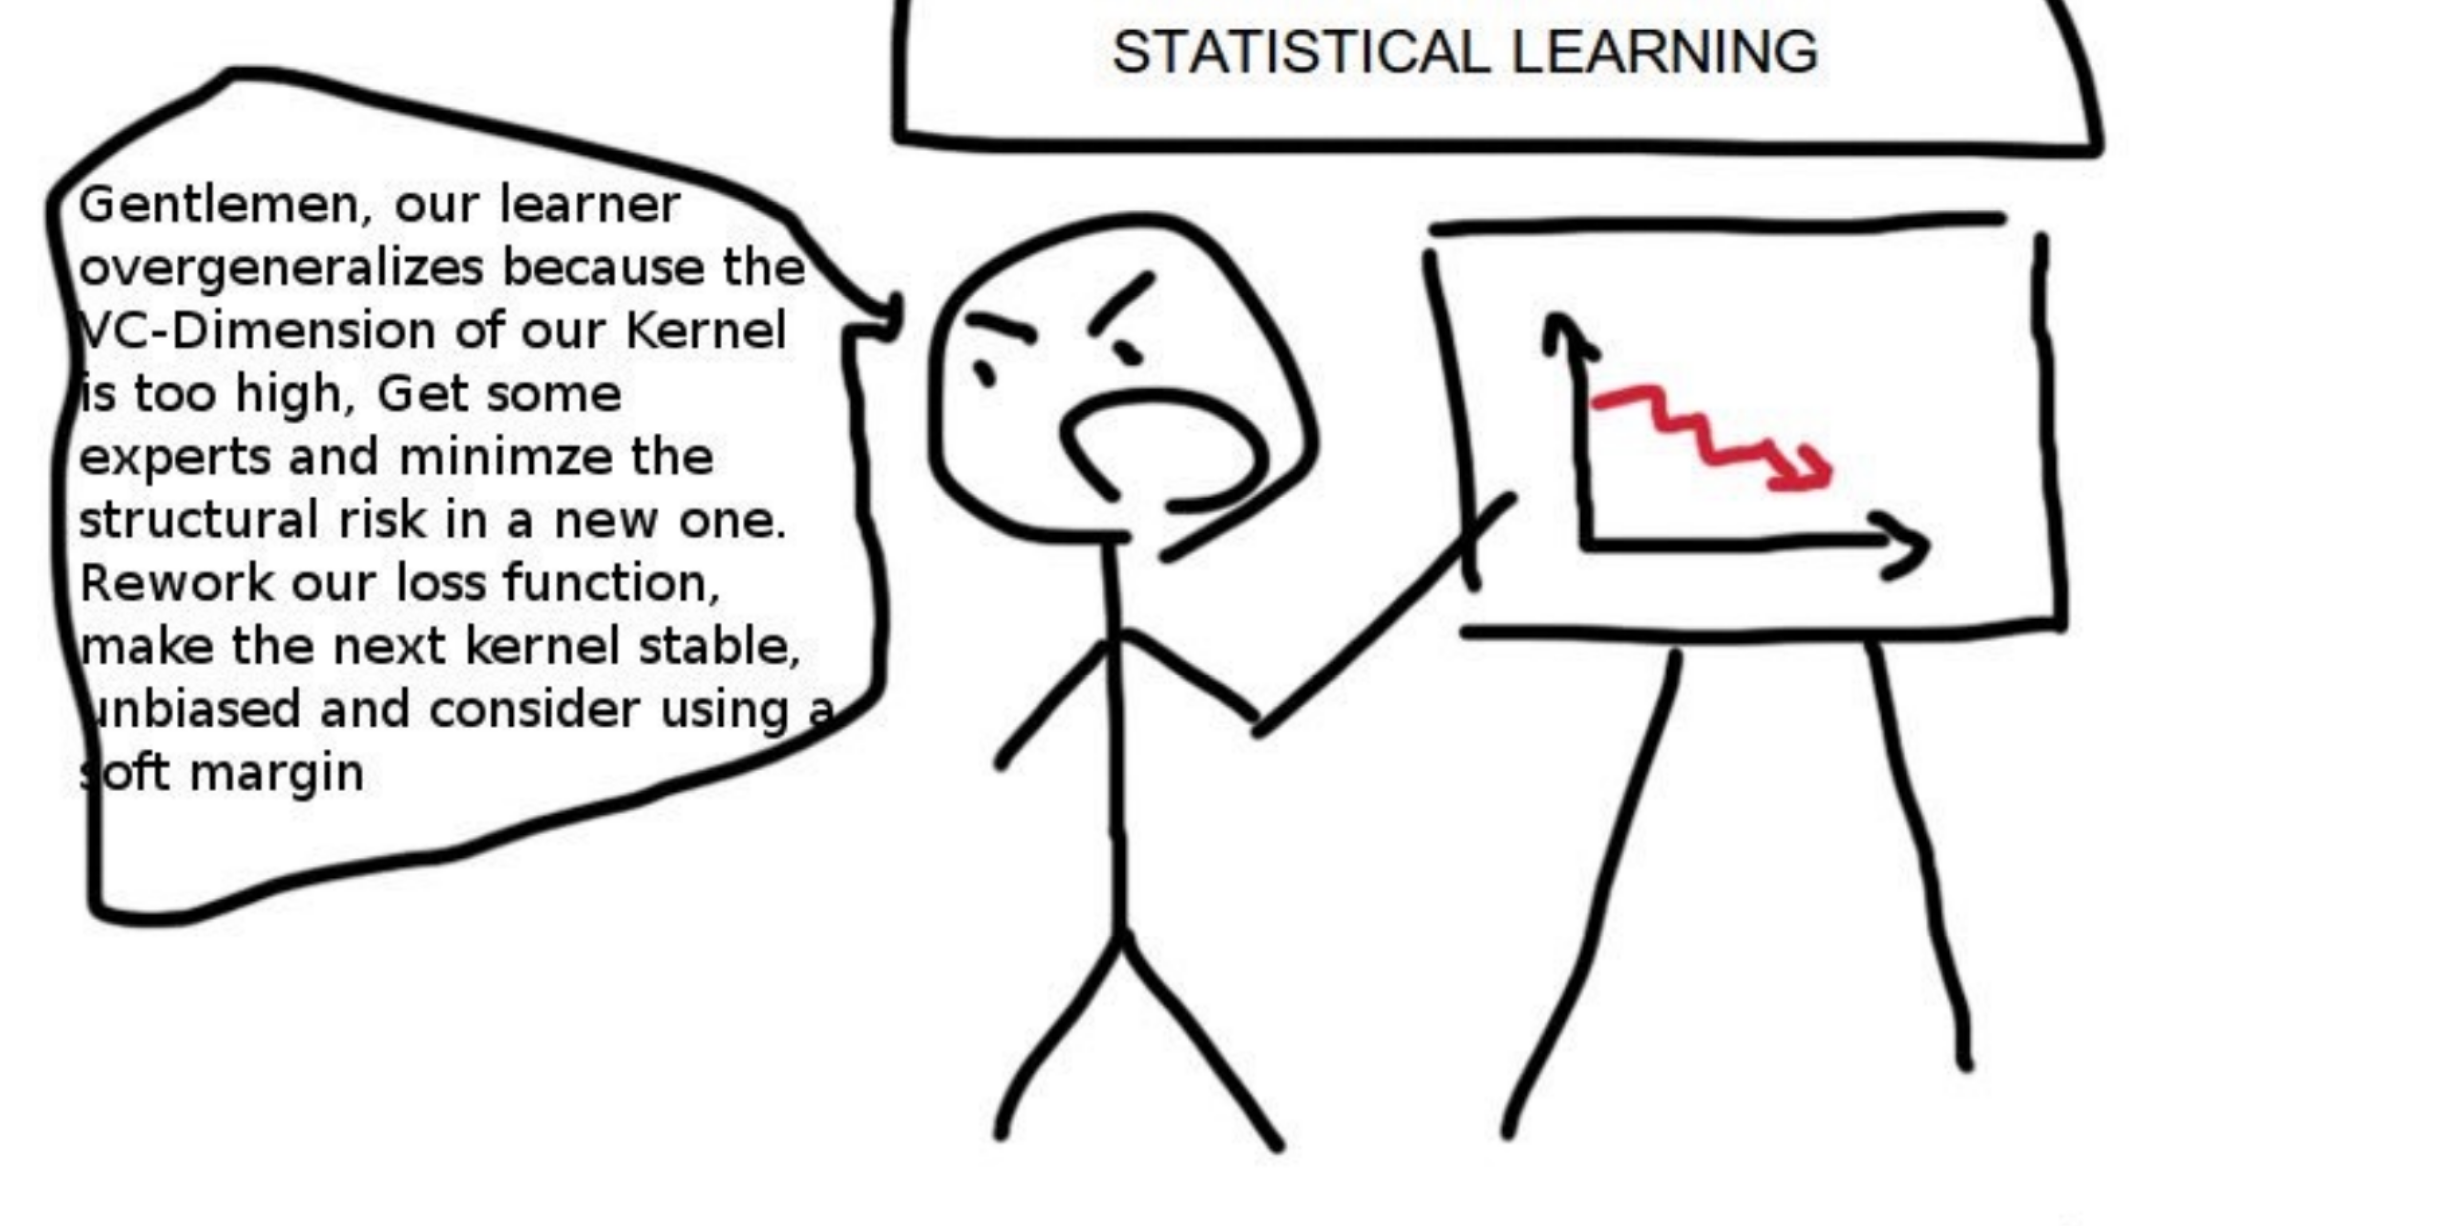 STATISTICAL LEARNING
Gentlemen, our learner
overgeneralizes because the
VC-Dimension of our Kernel
is too high, Get some
experts and minimze the
structural risk in a new one.
Rework our loss function,
make the next kernel stable,
unbiased and consider using a
soft margin